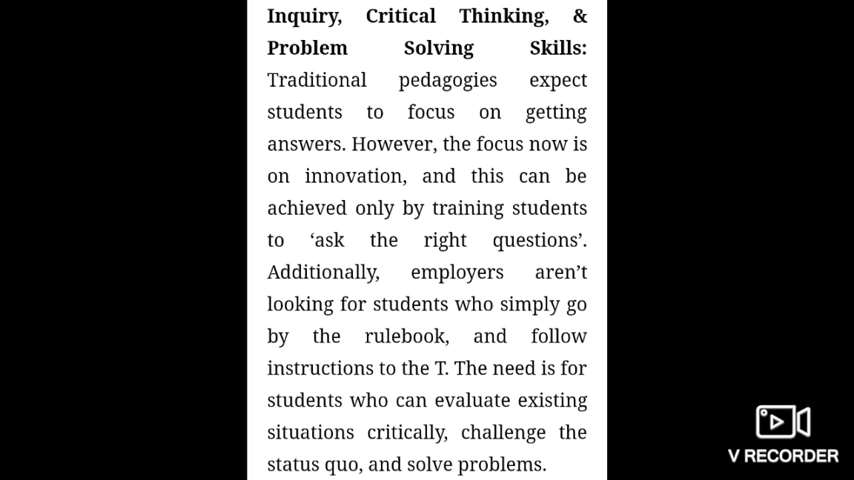 Inquiry, Critical Thinking, &
Problem Solving Skills:
Traditional pedagogies expect
students to focus on getting
answers. However, the focus now is
on innovation, and this can be
achieved only by training students
to ‘ask the right questions’.
Additionally, employers aren’t
looking for students who simply go
by the rulebook, and follow
instructions to the T. The need is for
students who can evaluate existing
situations critically, challenge the
status quo, and solve problems.
V RECORDER